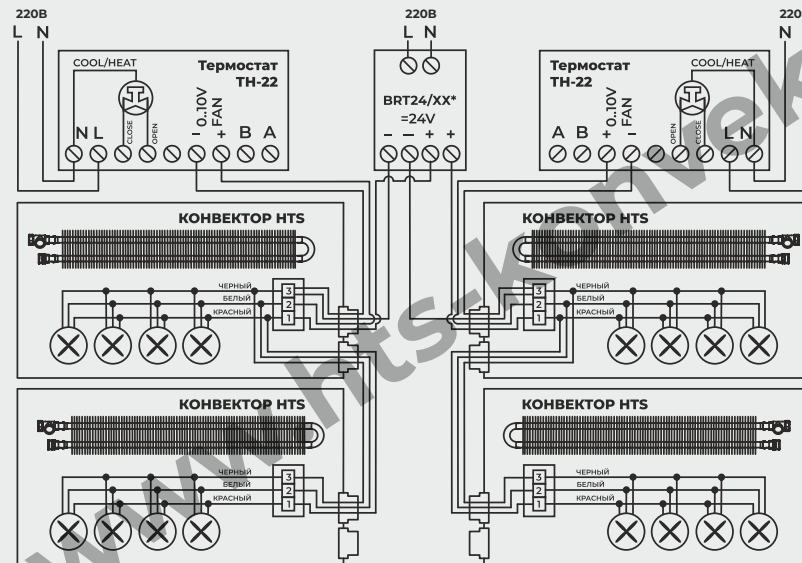 220В
L N
COOL/HEAT
Термостат
TH-22
CLOSE
OPEN
0..10V
FAN
N L
– + B A
220В
L N
BRT24/XX*
=24V
– – + +
220
N
Термостат
TH-22
COOL/HEAT
0..10V
FAN
OPEN
CLOSE
A B + –
L N
КОНВЕКТОР HTS
ЧЕРНЫЙ
БЕЛЫЙ
КРАСНЫЙ
3
2
1
КОНВЕКТОР HTS
3
2
1
ЧЕРНЫЙ
БЕЛЫЙ
КРАСНЫЙ
КОНВЕКТОР HTS
ЧЕРНЫЙ
БЕЛЫЙ
КРАСНЫЙ
3
2
1
КОНВЕКТОР HTS
3
2
1
ЧЕРНЫЙ
БЕЛЫЙ
КРАСНЫЙ
www.hts-konvek